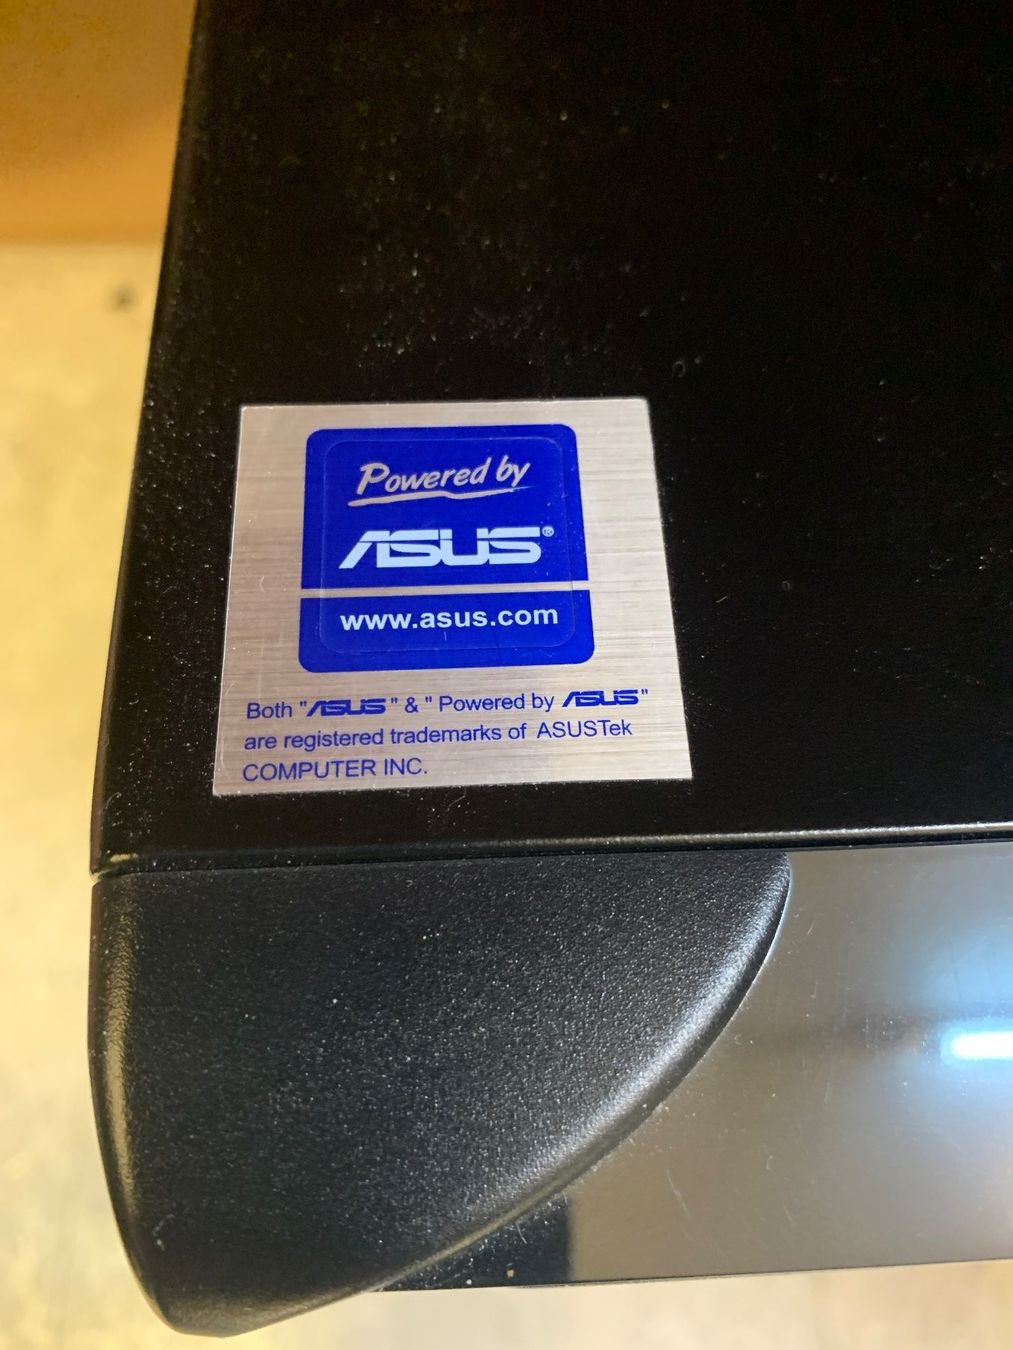 Powered by
ASUS®
www.asus.com
Both "ASUS" & " Powered by ASUS"
are registered trademarks of ASUSTek
COMPUTER INC.